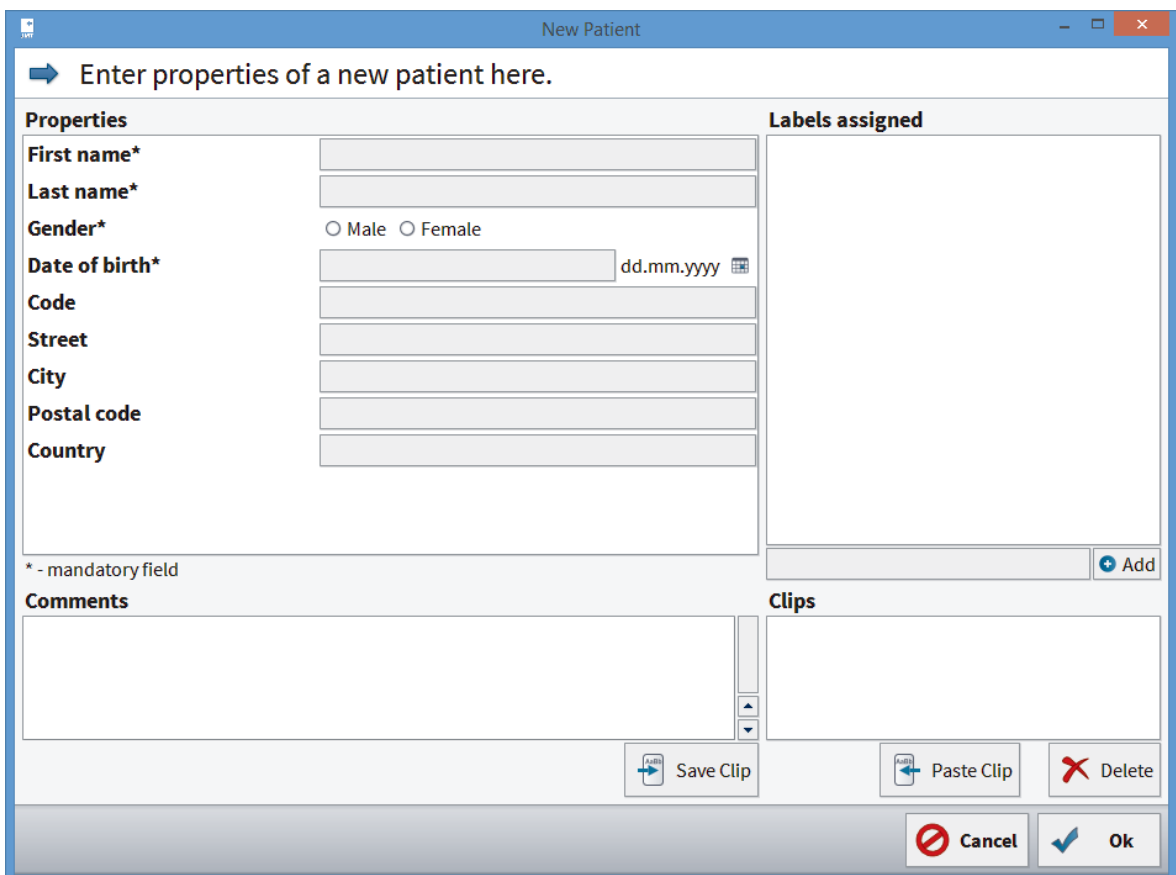 New Patient
Enter properties of a new patient here.
Properties
Labels assigned
First name*
Last name*
Gender*
Male
Female
Date of birth*
dd.mm.yyyy
Code
Street
City
Postal code
Country
* - mandatory field
Add
Comments
Clips
Save Clip
Paste Clip
Delete
Cancel
Ok